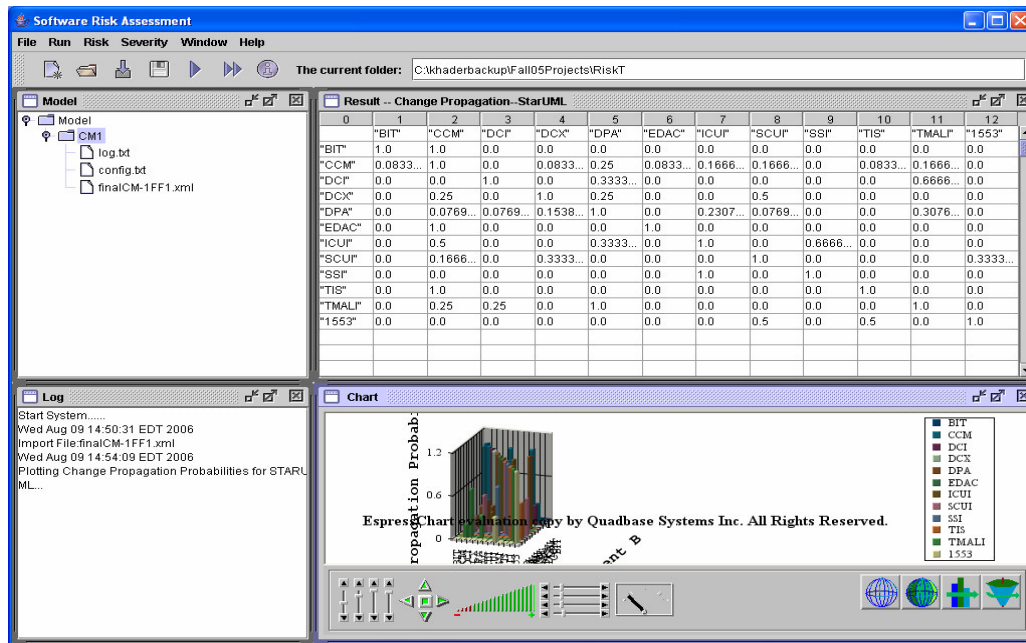 Software Risk Assessment
File Run Risk Severity Window Help
The current folder: C:\khaderbackup\Fall05Projects\RiskT
Model
Model
CM1
log.txt
config.txt
finalCM-1FF1.xml
Result -- Change Propagation--StarUML
0 1 2 3 4 5 6 7 8 9 10 11 12
"BIT" "CCM" "DCI" "DCX" "DPA" "EDAC" "ICUI" "SCUI" "SSI" "TIS" "TMALI" "1553"
"BIT" 1.0 1.0 0.0 0.0 0.0 0.0 0.0 0.0 0.0 0.0 0.0 0.0
"CCM" 0.0833... 1.0 0.0 0.0833... 0.25 0.0833... 0.1666... 0.1666... 0.0 0.0833... 0.1666... 0.0
"DCI" 0.0 0.0 1.0 0.0 0.3333... 0.0 0.0 0.0 0.0 0.0 0.6666... 0.0
"DCX" 0.0 0.25 0.0 1.0 0.25 0.0 0.0 0.5 0.0 0.0 0.0 0.0
"DPA" 0.0 0.0769... 0.0769... 0.1538... 1.0 0.0 0.2307... 0.0769... 0.0 0.0 0.3076... 0.0
"EDAC" 0.0 1.0 0.0 0.0 0.0 1.0 0.0 0.0 0.0 0.0 0.0 0.0
"ICUI" 0.0 0.5 0.0 0.0 0.3333... 0.0 1.0 0.0 0.6666... 0.0 0.0 0.0
"SCUI" 0.0 0.1666... 0.0 0.3333... 0.0 0.0 0.0 1.0 0.0 0.0 0.0 0.3333...
"SSI" 0.0 0.0 0.0 0.0 0.0 0.0 1.0 0.0 1.0 0.0 0.0 0.0
"TIS" 0.0 1.0 0.0 0.0 0.0 0.0 0.0 0.0 0.0 1.0 0.0 0.0
"TMALI" 0.0 0.25 0.25 0.0 1.0 0.0 0.0 0.0 0.0 0.0 1.0 0.0
"1553" 0.0 0.0 0.0 0.0 0.0 0.0 0.0 0.5 0.0 0.5 0.0 1.0
Log
Start System......
Wed Aug 09 14:50:31 EDT 2006
Import File:finalCM-1FF1.xml
Wed Aug 09 14:54:09 EDT 2006
Plotting Change Propagation Probabilities for STARU
ML...
Chart
ropagation Probab
1.2
0.6
0
EspressChart evaluation copy by Quadbase Systems Inc. All Rights Reserved.
ent B
BIT
CCM
DCI
DCX
DPA
EDAC
ICUI
SCUI
SSI
TIS
TMALI
1553